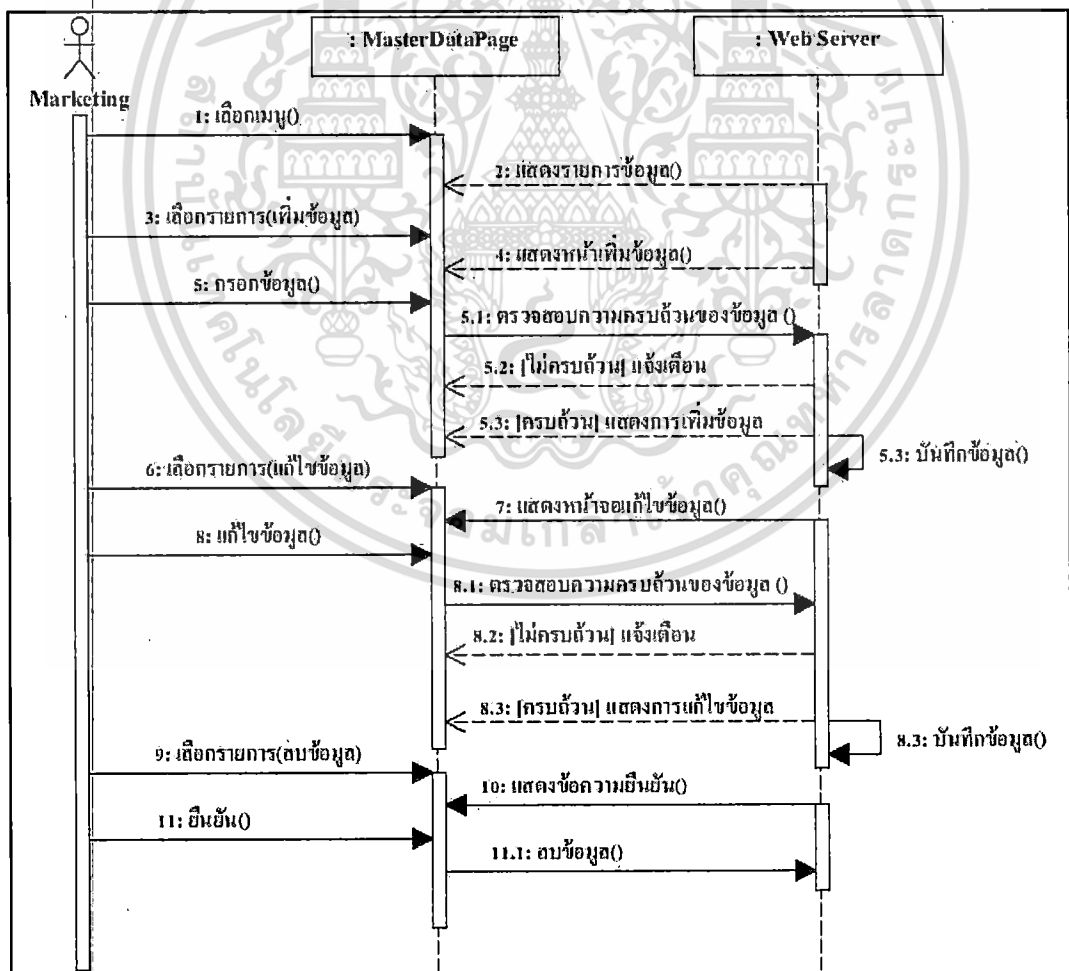 : MasterDataPage
: Web Server
Marketing
1: เลือกเมนู()
2: แสดงรายการข้อมูล()
3: เลือกรายการ(เพิ่มข้อมูล)
4: แสดงหน้าเพิ่มข้อมูล()
5: กรอกข้อมูล()
5.1: ตรวจสอบความครบถ้วนของข้อมูล ()
5.2: [ไม่ครบถ้วน] แจ้งเตือน
5.3: [ครบถ้วน] แสดงการเพิ่มข้อมูล
5.3: บันทึกข้อมูล()
6: เลือกรายการ(แก้ไขข้อมูล)
7: แสดงหน้าจอแก้ไขข้อมูล()
8: แก้ไขข้อมูล()
8.1: ตรวจสอบความครบถ้วนของข้อมูล ()
8.2: [ไม่ครบถ้วน] แจ้งเตือน
8.3: [ครบถ้วน] แสดงการแก้ไขข้อมูล
8.3: บันทึกข้อมูล()
9: เลือกรายการ(ลบข้อมูล)
10: แสดงข้อความยืนยัน()
11: ยืนยัน()
11.1: ลบข้อมูล()